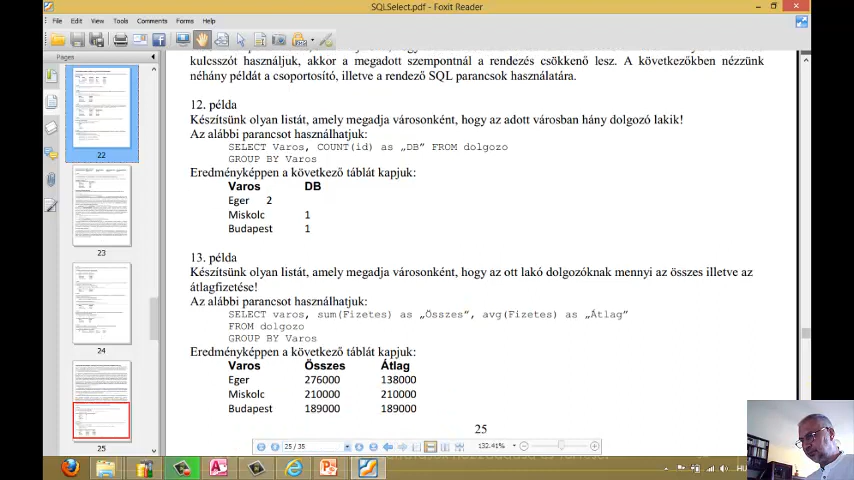 SQLSelect.pdf - Foxit Reader
File Edit View Tools Comments Forms Help
Pages
22
23
24
25
kulcsszót használjuk, akkor a megadott szempontnál a rendezés csökkenő lesz. A következőkben nézzünk
néhány példát a csoportosító, illetve a rendező SQL parancsok használatára.
12. példa
Készítsünk olyan listát, amely megadja városonként, hogy az adott városban hány dolgozó lakik!
Az alábbi parancsot használhatjuk:
SELECT Varos, COUNT(id) as „DB” FROM dolgozo
GROUP BY Varos
Eredményképpen a következő táblát kapjuk:
Varos DB
Eger 2
Miskolc 1
Budapest 1
13. példa
Készítsünk olyan listát, amely megadja városonként, hogy az ott lakó dolgozóknak mennyi az összes illetve az
átlagfizetése!
Az alábbi parancsot használhatjuk:
SELECT varos, sum(Fizetes) as „Összes”, avg(Fizetes) as „Átlag”
FROM dolgozo
GROUP BY Varos
Eredményképpen a következő táblát kapjuk:
Varos Összes Átlag
Eger 276000 138000
Miskolc 210000 210000
Budapest 189000 189000
25
25 / 35 132.41%
HU